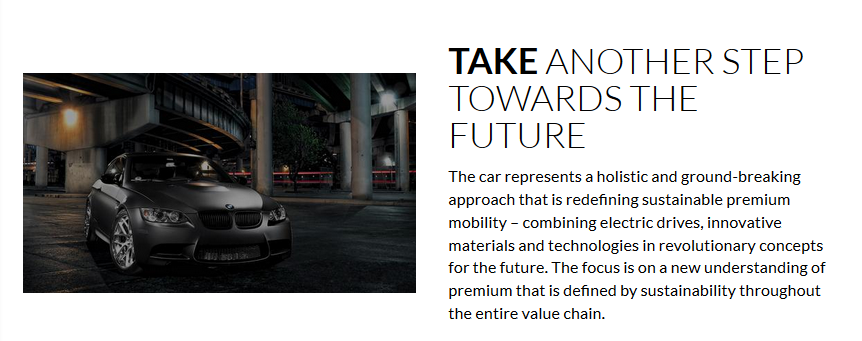 TAKE ANOTHER STEP
TOWARDS THE
FUTURE
The car represents a holistic and ground-breaking
approach that is redefining sustainable premium
mobility – combining electric drives, innovative
materials and technologies in revolutionary concepts
for the future. The focus is on a new understanding of
premium that is defined by sustainability throughout
the entire value chain.